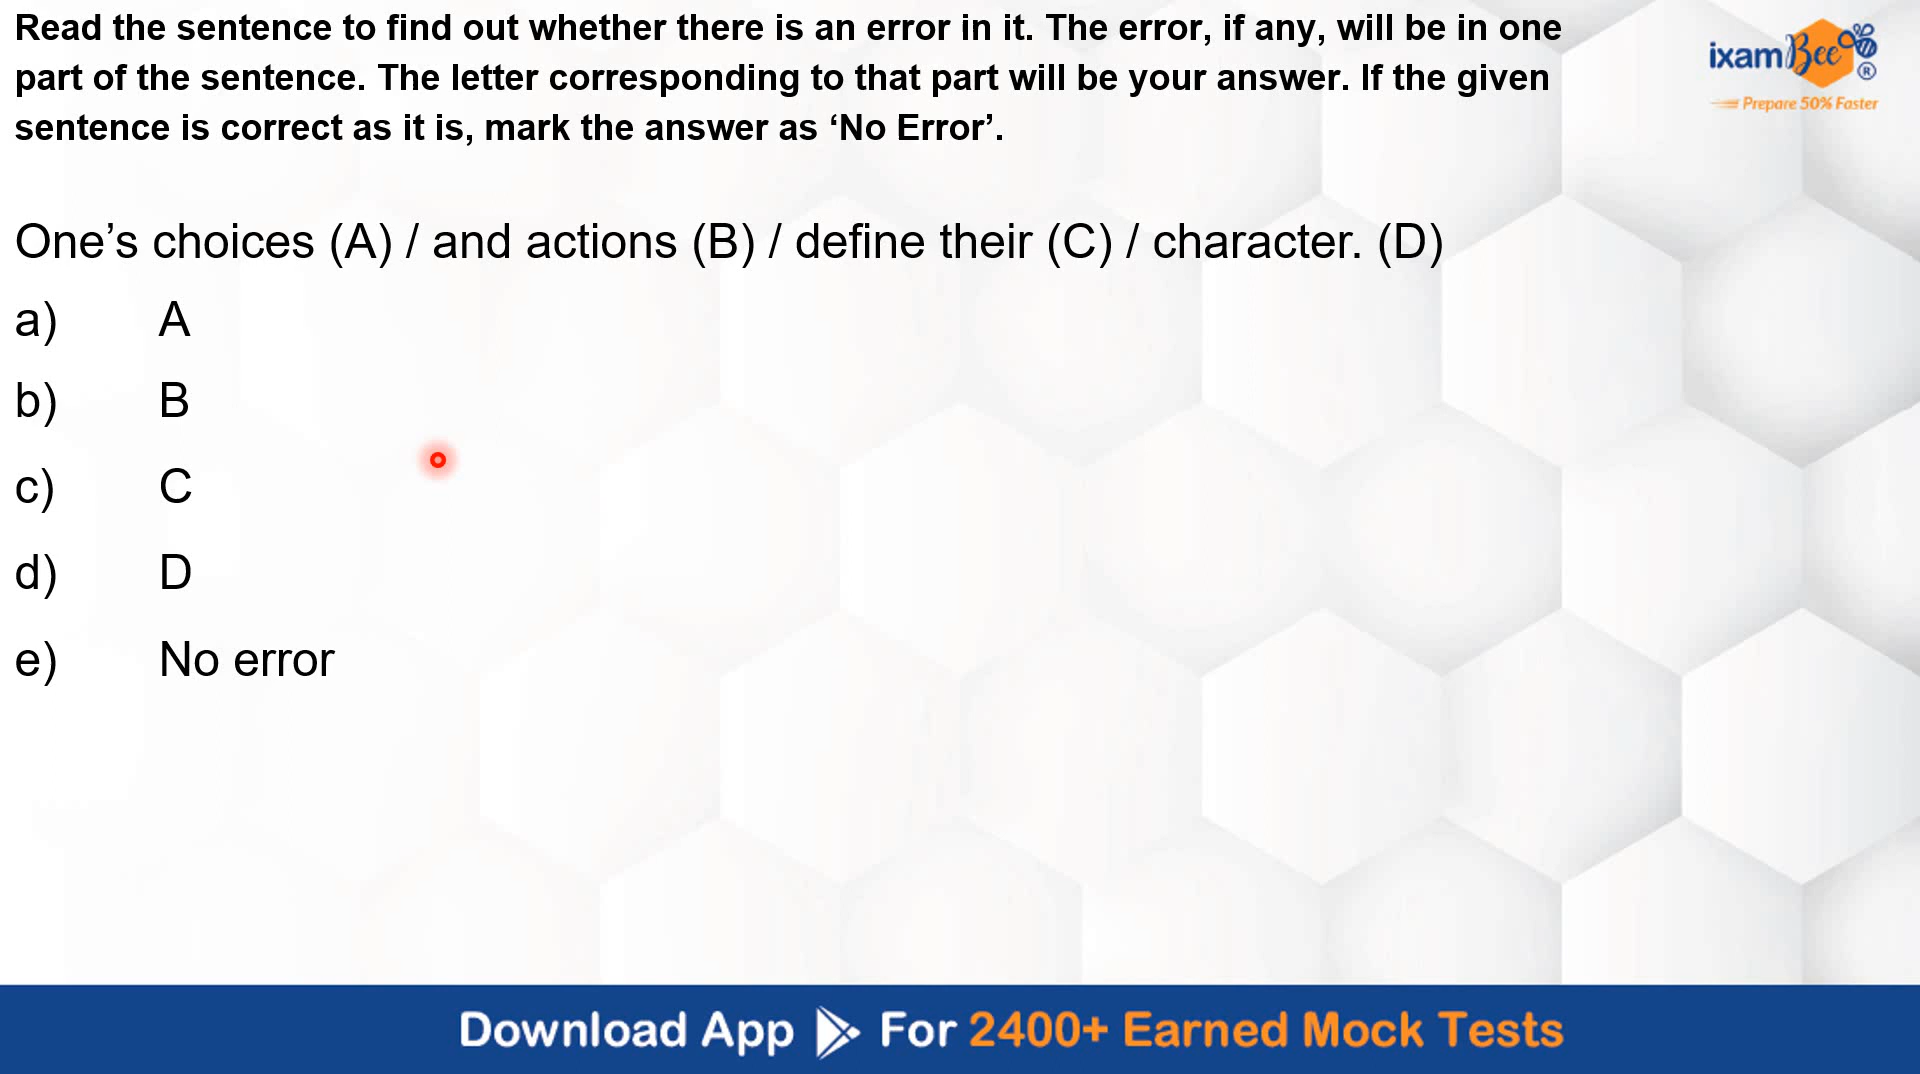 Read the sentence to find out whether there is an error in it. The error, if any, will be in one
part of the sentence. The letter corresponding to that part will be your answer. If the given
sentence is correct as it is, mark the answer as ‘No Error’.
ixamBee®
Prepare 50% Faster
One’s choices (A) / and actions (B) / define their (C) / character. (D)
a) A
b) B
c) C
d) D
e) No error
Download App For 2400+ Earned Mock Tests